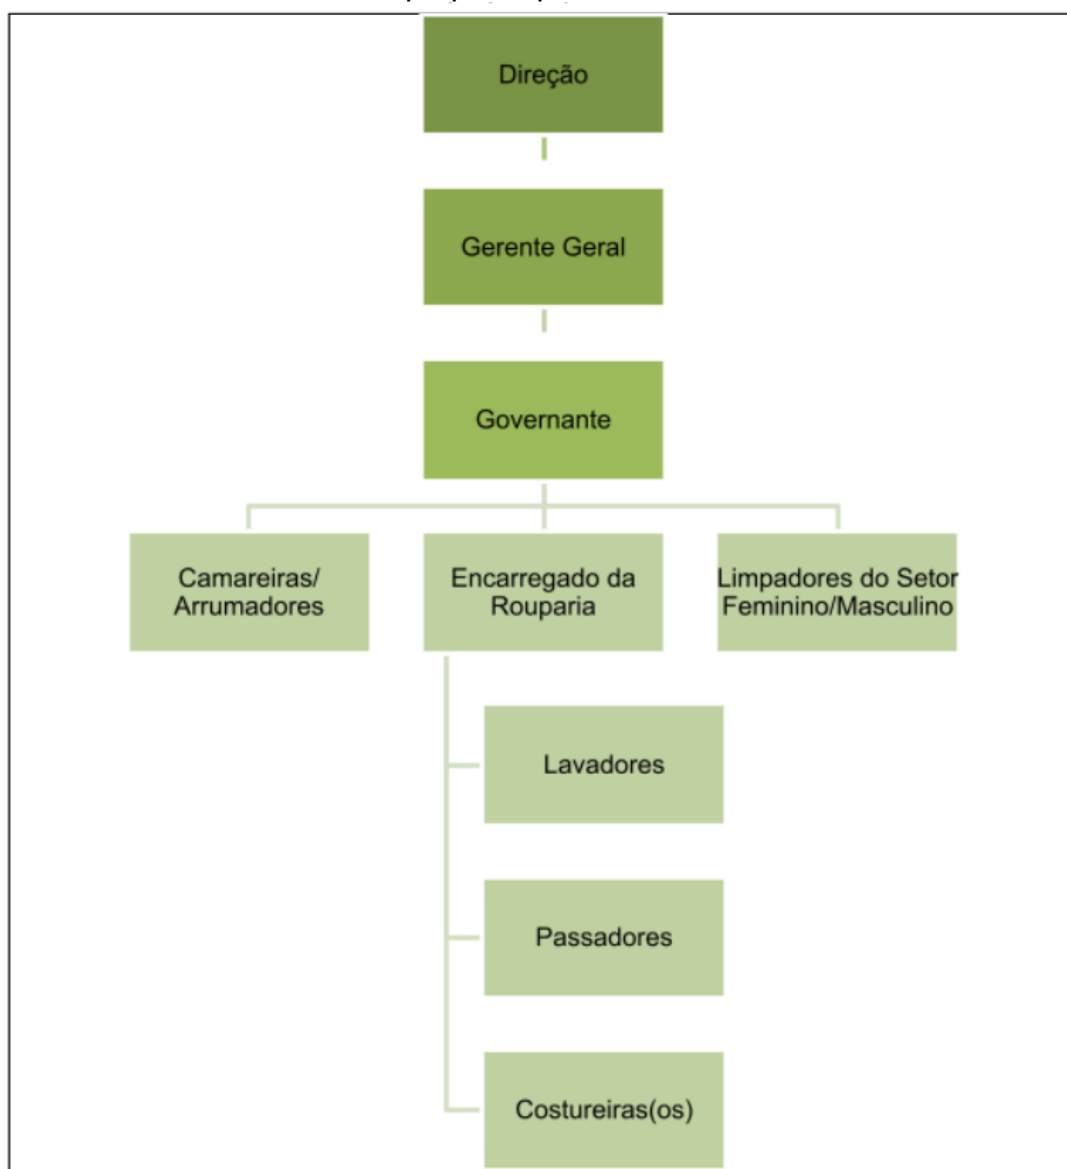 Direção
Gerente Geral
Governante
Camareiras/
Arrumadores
Encarregado da
Rouparia
Limpadores do Setor
Feminino/Masculino
Lavadores
Passadores
Costureiras(os)